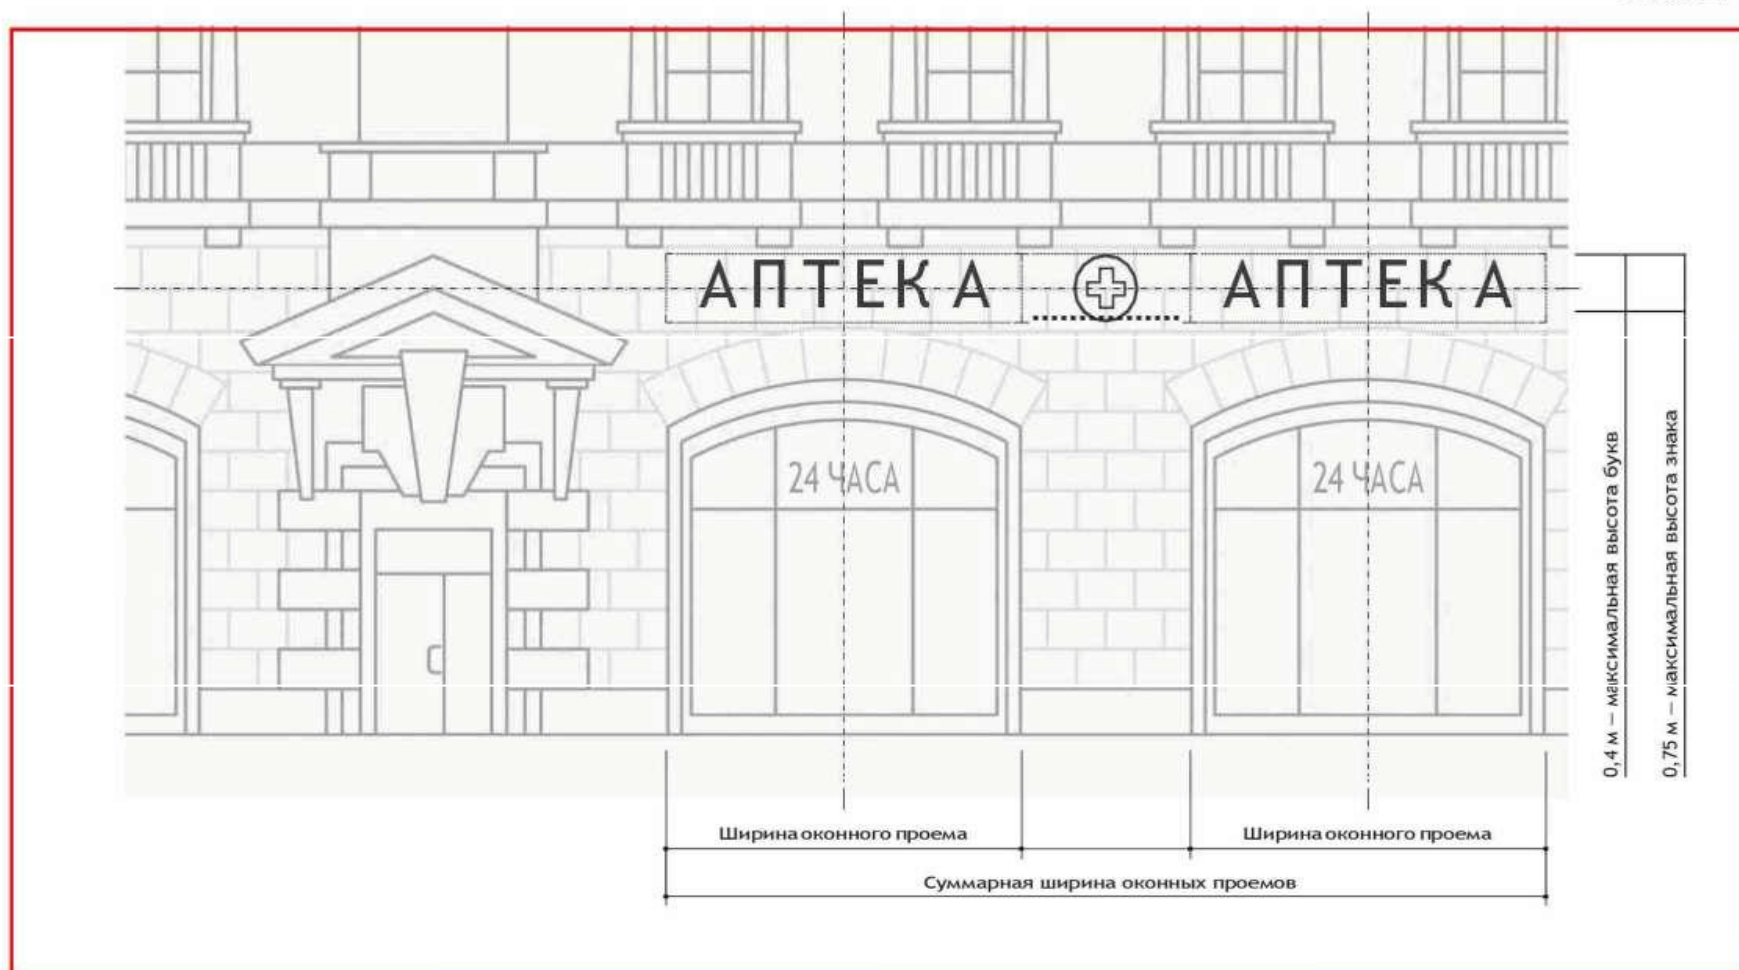 АПТЕКА
АПТЕКА
24 ЧАСА
24 ЧАСА
0,4 м – максимальная высота букв
0,75 м – максимальная высота знака
Ширина оконного проема
Ширина оконного проема
Суммарная ширина оконных проемов